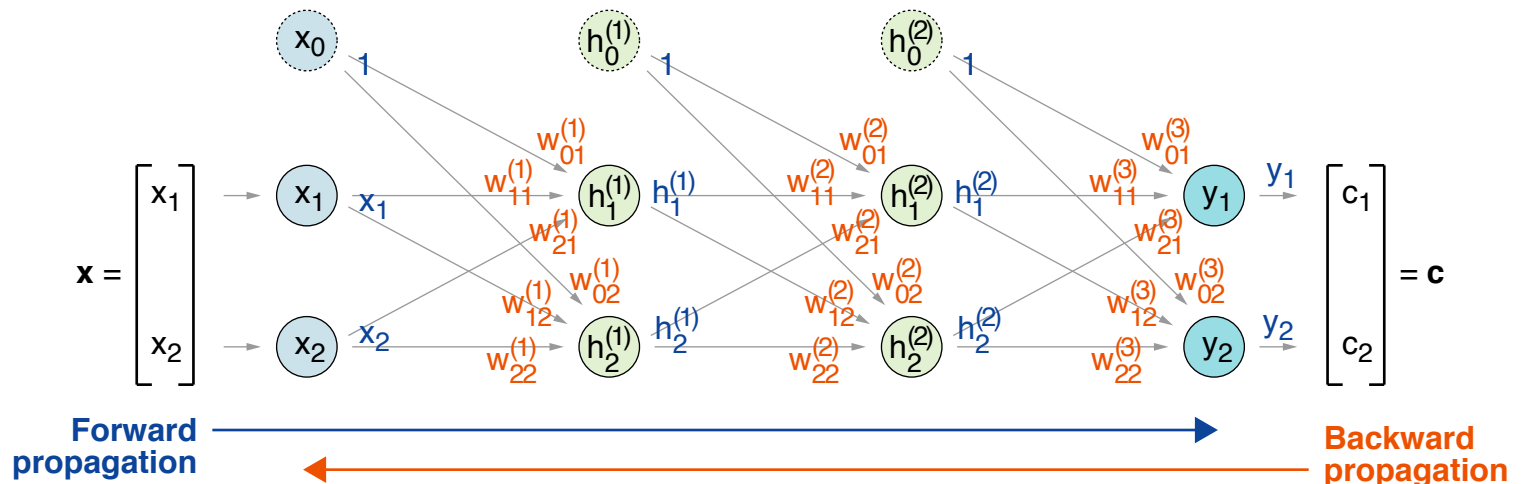 x₀ h₀⁽¹⁾ h₀⁽²⁾
1 1 1
w₀₁⁽¹⁾ w₀₁⁽²⁾ w₀₁⁽³⁾
w₁₁⁽¹⁾ w₁₁⁽²⁾ w₁₁⁽³⁾ y₁
x₁ x₁ x₁ h₁⁽¹⁾ h₁⁽¹⁾ h₁⁽²⁾ h₁⁽²⁾ y₁ c₁
w₂₁⁽¹⁾ w₂₁⁽²⁾ w₂₁⁽³⁾
x = = c
w₀₂⁽¹⁾ w₀₂⁽²⁾ w₀₂⁽³⁾
w₁₂⁽¹⁾ w₁₂⁽²⁾ w₁₂⁽³⁾
x₂ x₂ x₂ h₂⁽¹⁾ h₂⁽¹⁾ h₂⁽²⁾ h₂⁽²⁾ y₂ y₂ c₂
w₂₂⁽¹⁾ w₂₂⁽²⁾ w₂₂⁽³⁾
Forward
propagation
Backward
propagation